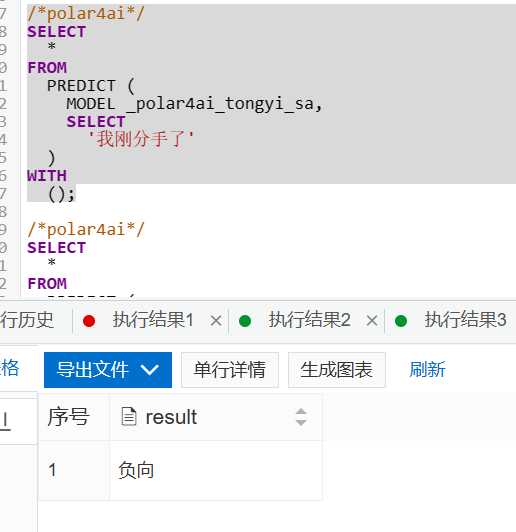 7 /*polar4ai*/
8 SELECT
9 *
0 FROM
1 PREDICT (
2 MODEL _polar4ai_tongyi_sa,
3 SELECT
4 '我刚分手了'
5 )
6 WITH
7 ();
8
9 /*polar4ai*/
0 SELECT
1 *
2 FROM
行历史 执行结果1 × 执行结果2 × 执行结果3
格 导出文件 单行详情 生成图表 刷新
序号 result
1 负向